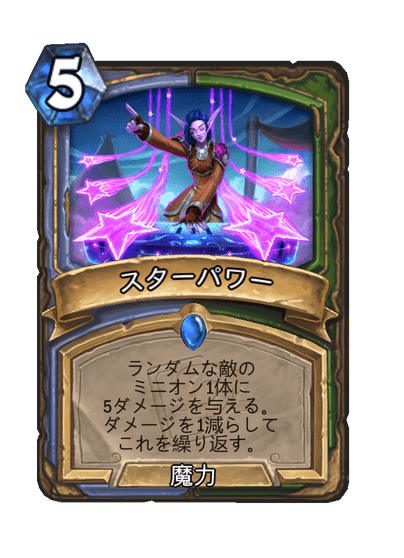 5
スターパワー
ランダムな敵の
ミニオン1体に
5ダメージを与える。
ダメージを1減らして
これを繰り返す。
魔力